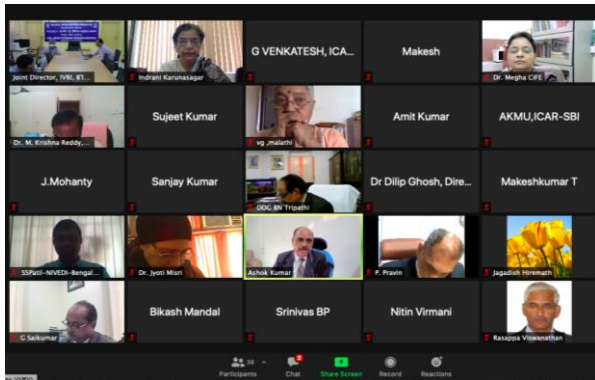 Joint Director, IVRI, B'l...
Indrani Karunasagar
G VENKATESH, ICA...
Makesh
Dr. Megha CIFE
Dr. M. Krishna Reddy,...
Sujeet Kumar
vg ,malathi
Amit Kumar
AKMU,ICAR-SBI
J.Mohanty
Sanjay Kumar
DDG BN Tripathi
Dr Dilip Ghosh, Dire...
Makeshkumar T
SSPatil-NIVEDI-Bengal...
Dr. Jyoti Misri
Ashok Kumar
P. Pravin
Jagadish Hiremath
G Saikumar
Bikash Mandal
Srinivas BP
Nitin Virmani
Rasappa Viswanathan
Participants
Chat
Share Screen
Record
Reactions